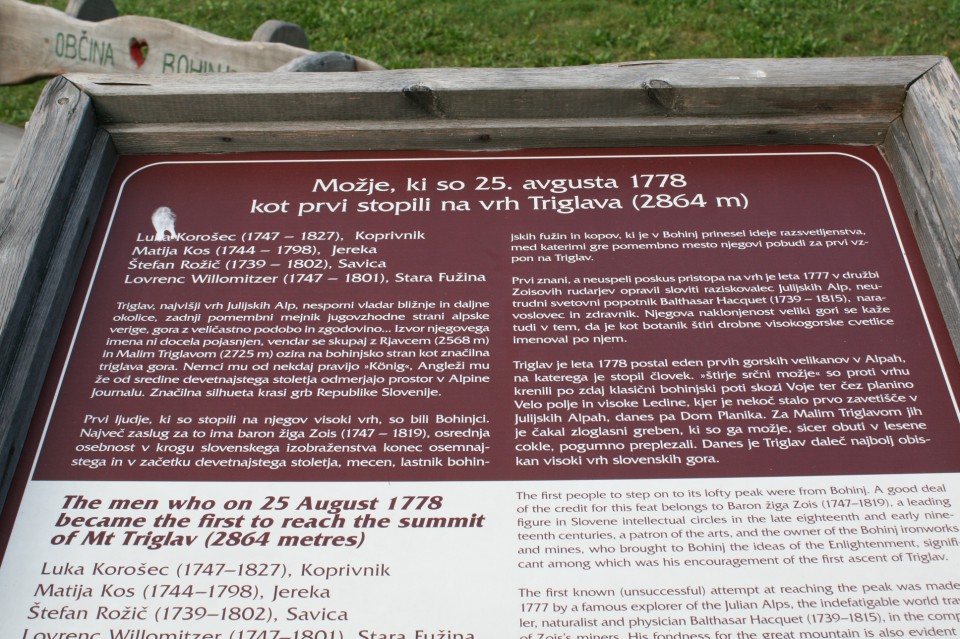 OBČINA BOHINJ
Možje, ki so 25. avgusta 1778
kot prvi stopili na vrh Triglava (2864 m)
Luka Korošec (1747 – 1827), Koprivnik
Matija Kos (1744 – 1798), Jereka
Štefan Rožič (1739 – 1802), Savica
Lovrenc Willomitzer (1747 – 1801), Stara Fužina
Triglav, najvišji vrh Julijskih Alp, nesporni vladar bližnje in daljne
okolice, zadnji pomembni mejnik jugovzhodne strani alpske
verige, gora z veličastno podobo in zgodovino... Izvor njegovega
imena ni docela pojasnjen, vendar se skupaj z Rjavcem (2568 m)
in Malim Triglavom (2725 m) ozira na bohinjsko stran kot značilna
triglava gora. Nemci mu od nekdaj pravijo »König«, Angleži mu
že od sredine devetnajstega stoletja odmerjajo prostor v Alpine
Journalu. Značilna silhueta krasi grb Republike Slovenije.
Prvi ljudje, ki so stopili na njegov visoki vrh, so bili Bohinjci.
Največ zaslug za to ima baron žiga Zois (1747 – 1819), osrednja
osebnost v krogu slovenskega izobraženstva konec osemnaj-
stega in v začetku devetnajstega stoletja, mecen, lastnik bohin-
jskih fužin in kopov, ki je v Bohinj prinesel ideje razsvetljenstva,
med katerimi gre pomembno mesto njegovi pobudi za prvi vz-
pon na Triglav.
Prvi znani, a neuspeli poskus pristopa na vrh je leta 1777 v družbi
Zoisovih rudarjev opravil sloviti raziskovalec Julijskih Alp, neu-
trudni svetovni popotnik Balthasar Hacquet (1739 – 1815), nara-
voslovec in zdravnik. Njegova naklonjenost veliki gori se kaže
tudi v tem, da je kot botanik štiri drobne visokogorske cvetlice
imenoval po njem.
Triglav je leta 1778 postal eden prvih gorskih velikanov v Alpah,
na katerega je stopil človek. »štirje srčni možje« so proti vrhu
krenili po zdaj klasični bohinjski poti skozi Voje ter čez planino
Velo polje in visoke Ledine, kjer je nekoč stalo prvo zavetišče v
Julijskih Alpah, danes pa Dom Planika. Za Malim Triglavom jih
je čakal zloglasni greben, ki so ga možje, sicer obuti v lesene
cokle, pogumno preplezali. Danes je Triglav daleč najbolj obis-
kan visoki vrh slovenskih gora.
The men who on 25 August 1778
became the first to reach the summit
of Mt Triglav (2864 metres)
Luka Korošec (1747–1827), Koprivnik
Matija Kos (1744–1798), Jereka
Štefan Rožič (1739–1802), Savica
Lovrenc Willomitzer (1747–1801), Stara Fužina
The first people to step on to its lofty peak were from Bohinj. A good deal
of the credit for this feat belongs to Baron žiga Zois (1747–1819), a leading
figure in Slovene intellectual circles in the late eighteenth and early nine-
teenth centuries, a patron of the arts, and the owner of the Bohinj ironworks
and mines, who brought to Bohinj the ideas of the Enlightenment, signifi-
cant among which was his encouragement of the first ascent of Triglav.
The first known (unsuccessful) attempt at reaching the peak was made
1777 by a famous explorer of the Julian Alps, the indefatigable world trav
ler, naturalist and physician Balthasar Hacquet (1739–1815), in the com
of Zois's miners. His fondness for the great mountain is also evident